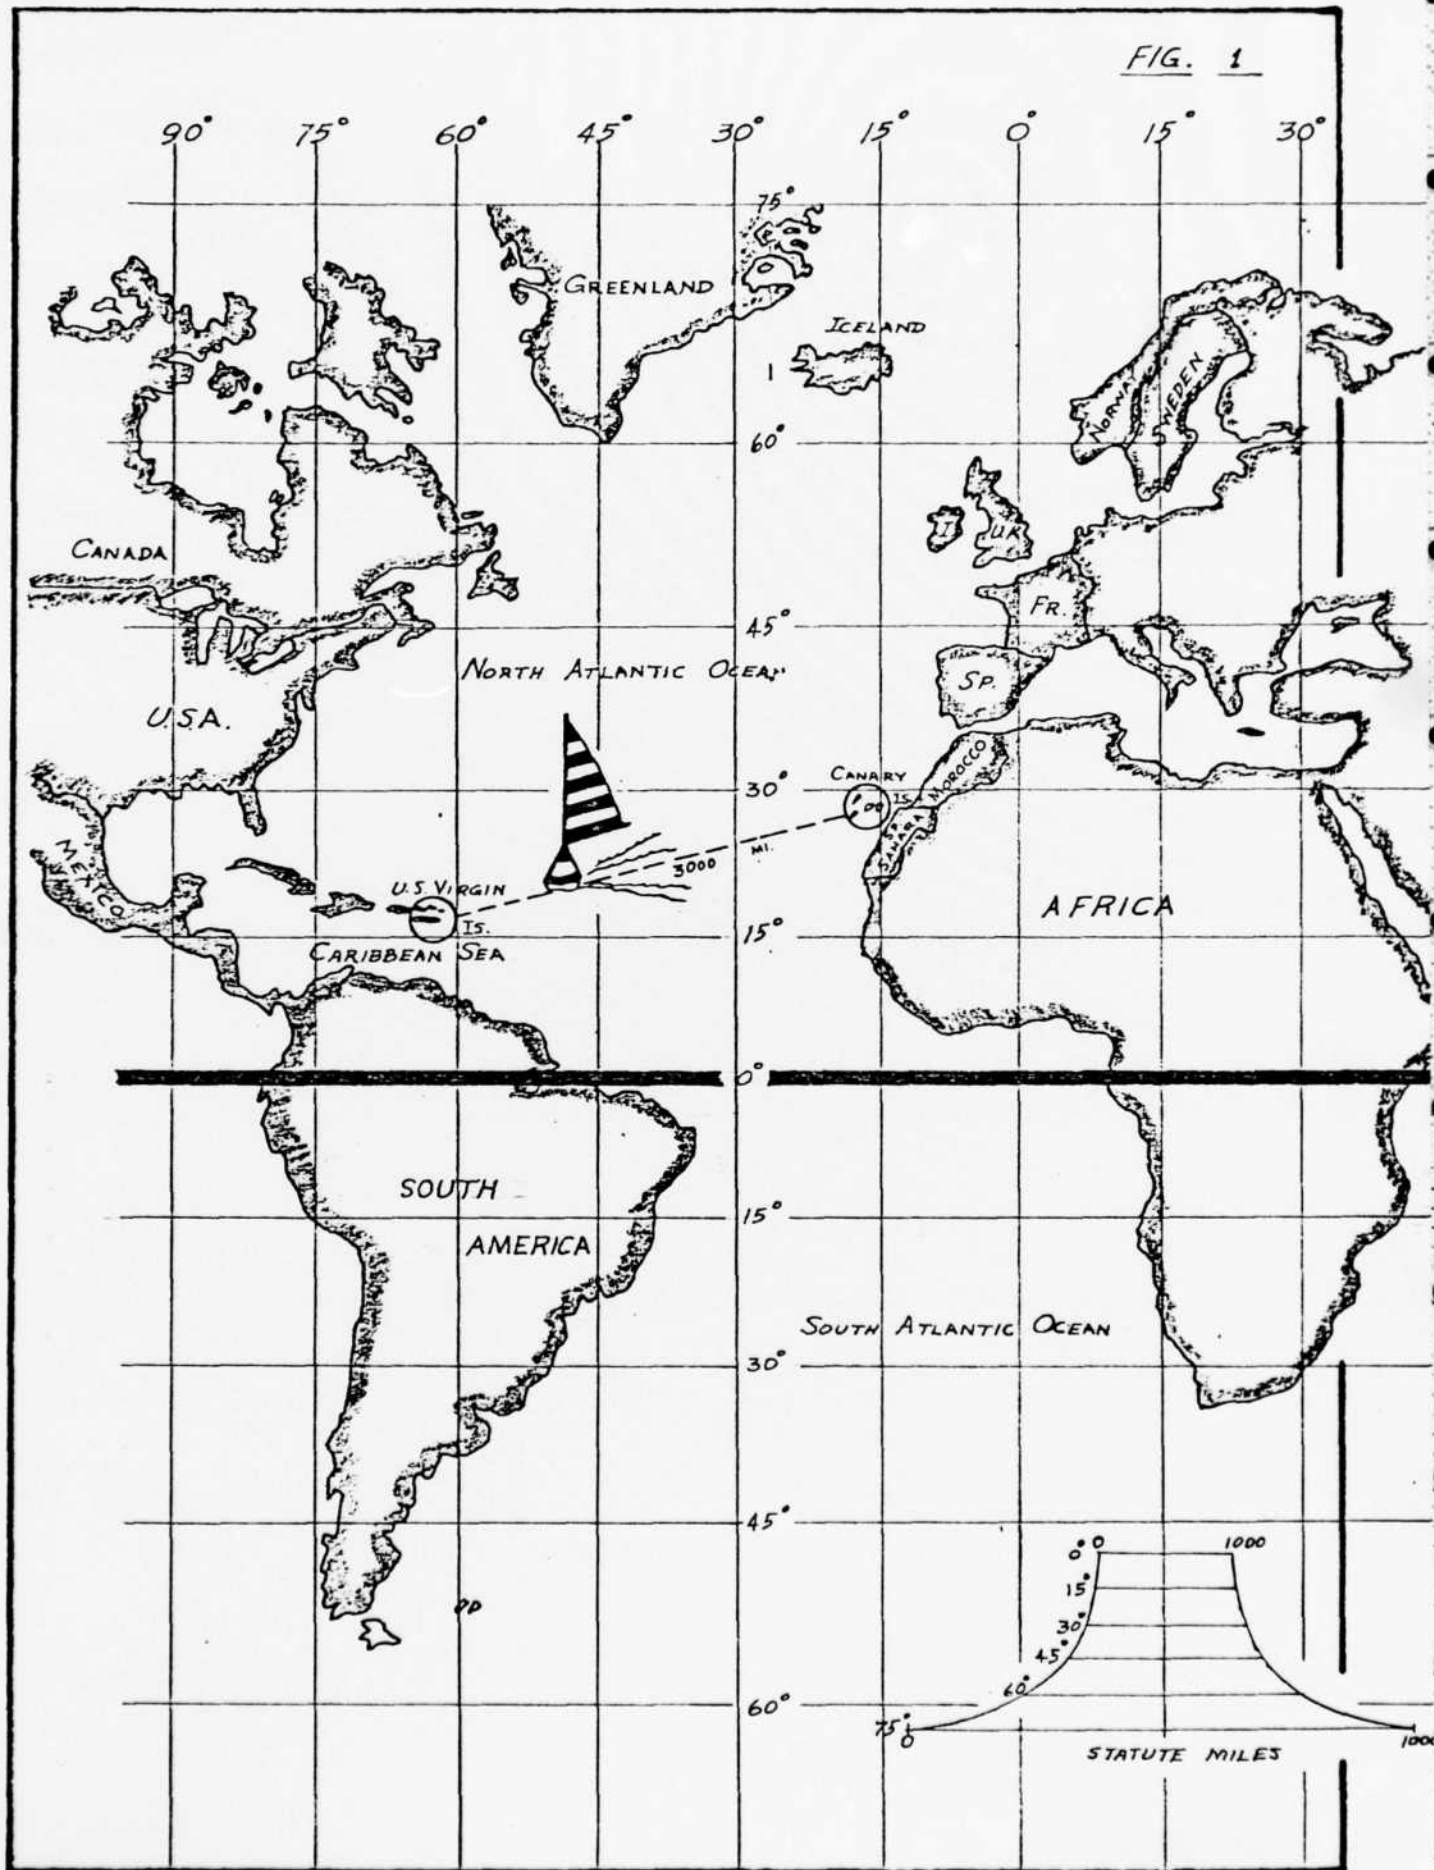 FIG. 1
90° 75° 60° 45° 30° 15° 0° 15° 30°
75°
GREENLAND
ICELAND
NORWAY
SWEDEN
60°
I
UK
CANADA
FR.
45°
NORTH ATLANTIC OCEAN
SP.
U.S.A.
MOROCCO
CANARY
IS.
30°
SP.
SAHARA
3000 MI.
MEXICO
U.S. VIRGIN
IS.
AFRICA
15°
CARIBBEAN SEA
0°
SOUTH
AMERICA
15°
SOUTH ATLANTIC OCEAN
30°
45°
0° 0 1000
15°
30°
45°
60°
60°
75°
0 1000
STATUTE MILES